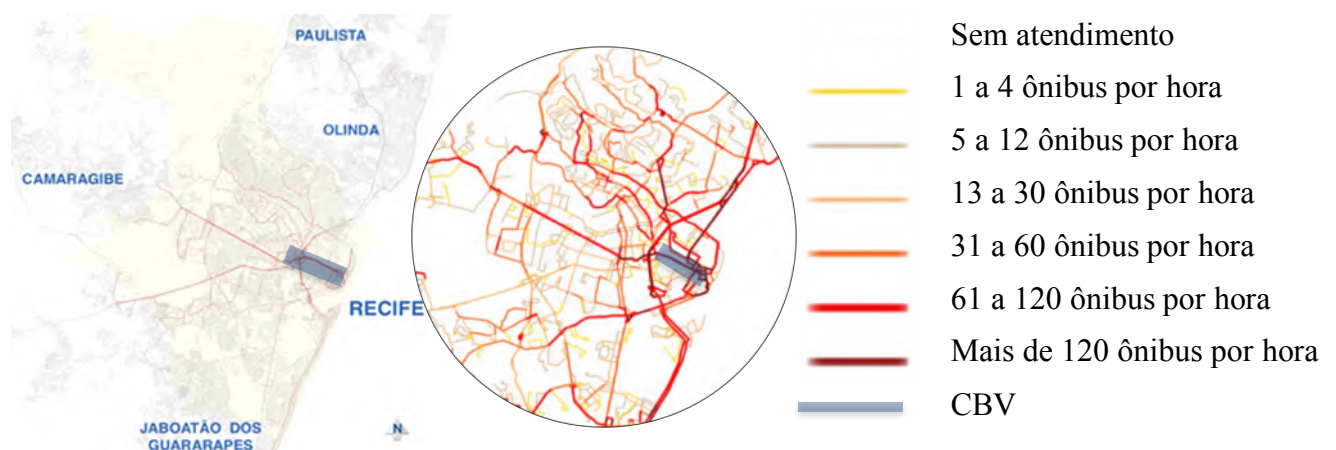 PAULISTA
OLINDA
CAMARAGIBE
RECIFE
JABOATÃO DOS
GUARARAPES
N
Sem atendimento
1 a 4 ônibus por hora
5 a 12 ônibus por hora
13 a 30 ônibus por hora
31 a 60 ônibus por hora
61 a 120 ônibus por hora
Mais de 120 ônibus por hora
CBV